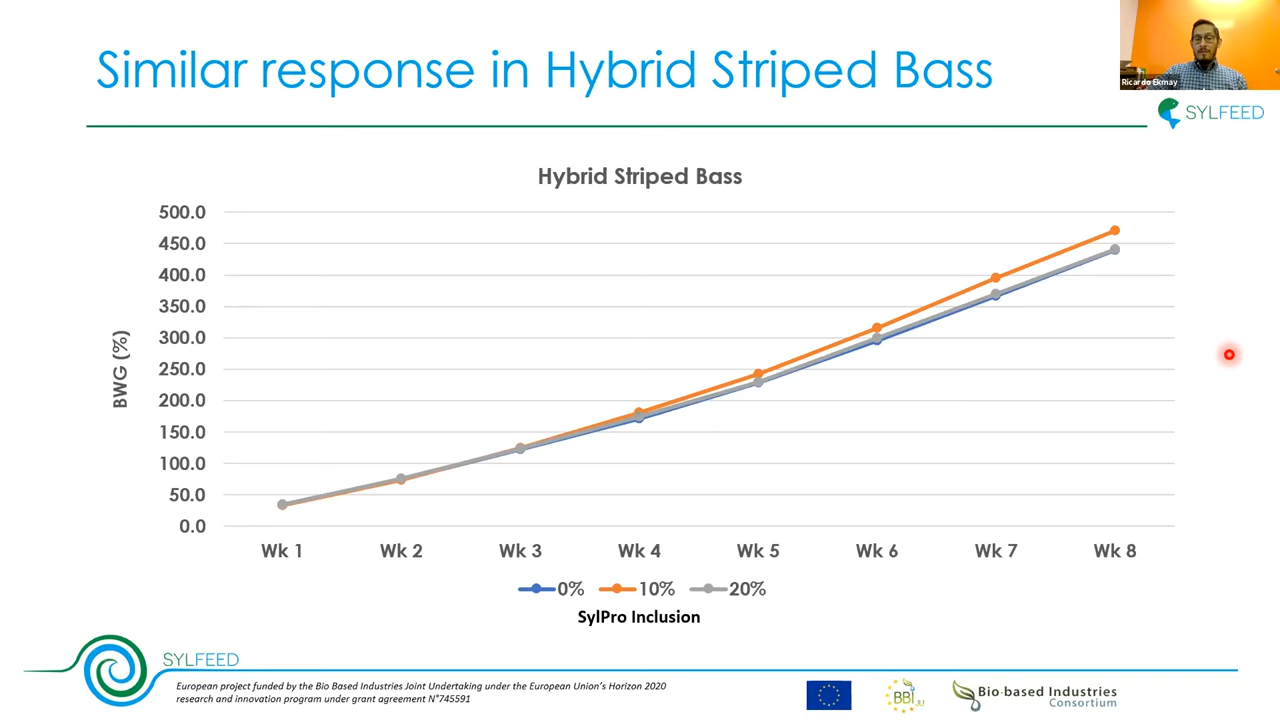 Similar response in Hybrid Striped Bass
Ricardo Ekmay
SYLFEED
Hybrid Striped Bass
500.0
450.0
400.0
350.0
300.0
250.0
200.0
150.0
100.0
50.0
0.0
BWG (%)
Wk 1 Wk 2 Wk 3 Wk 4 Wk 5 Wk 6 Wk 7 Wk 8
0% 10% 20%
SylPro Inclusion
SYLFEED
European project funded by the Bio Based Industries Joint Undertaking under the European Union's Horizon 2020
research and innovation program under grant agreement N°745591
BBI JU
Bio-based Industries
Consortium